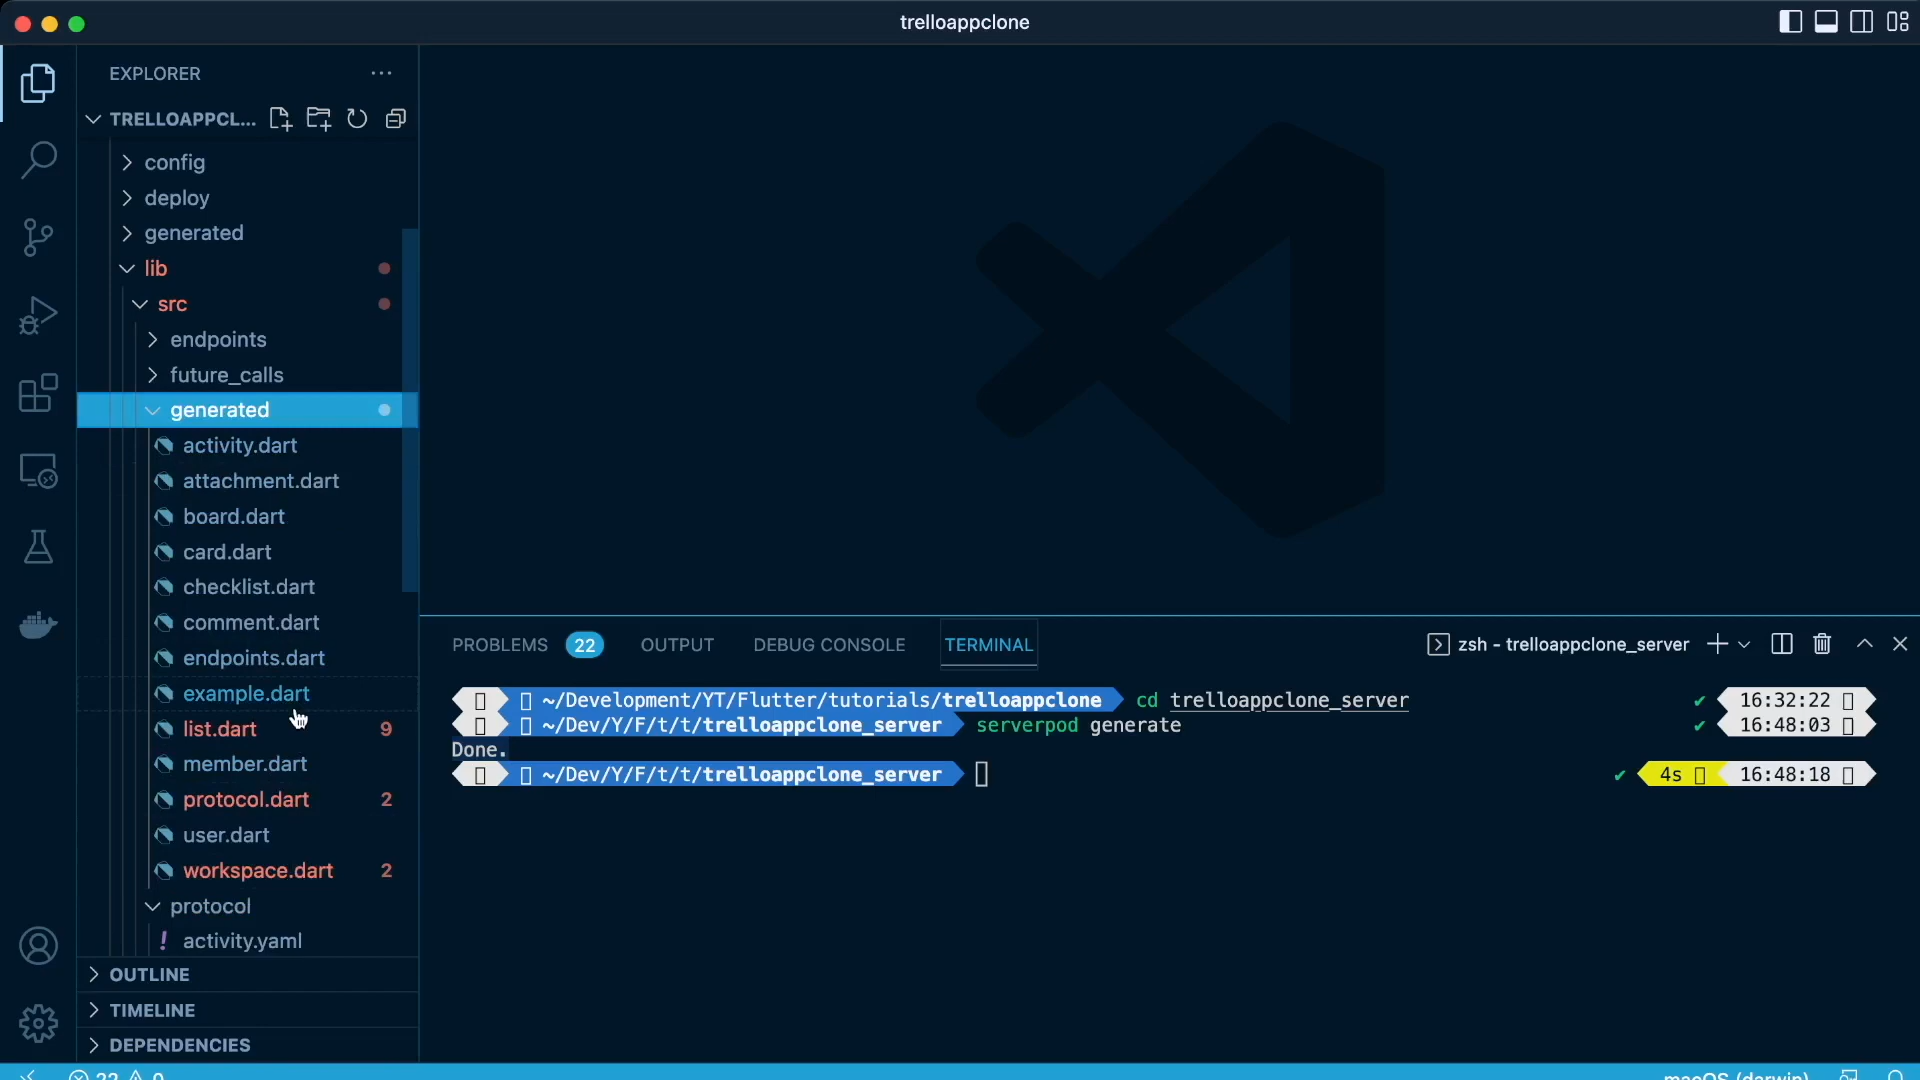 trelloappclone
EXPLORER
TRELLOAPPCL...
config
deploy
generated
lib
src
endpoints
future_calls
generated
activity.dart
attachment.dart
board.dart
card.dart
checklist.dart
comment.dart
endpoints.dart
example.dart
list.dart 9
member.dart
protocol.dart 2
user.dart
workspace.dart 2
protocol
! activity.yaml
OUTLINE
TIMELINE
DEPENDENCIES
PROBLEMS 22 OUTPUT DEBUG CONSOLE TERMINAL zsh - trelloappclone_server
~/Development/YT/Flutter/tutorials/trelloappclone cd trelloappclone_server ✔ 16:32:22
~/Dev/Y/F/t/t/trelloappclone_server serverpod generate ✔ 16:48:03
Done.
~/Dev/Y/F/t/t/trelloappclone_server ✔ 4s 16:48:18
22 0 macOS (darwin)